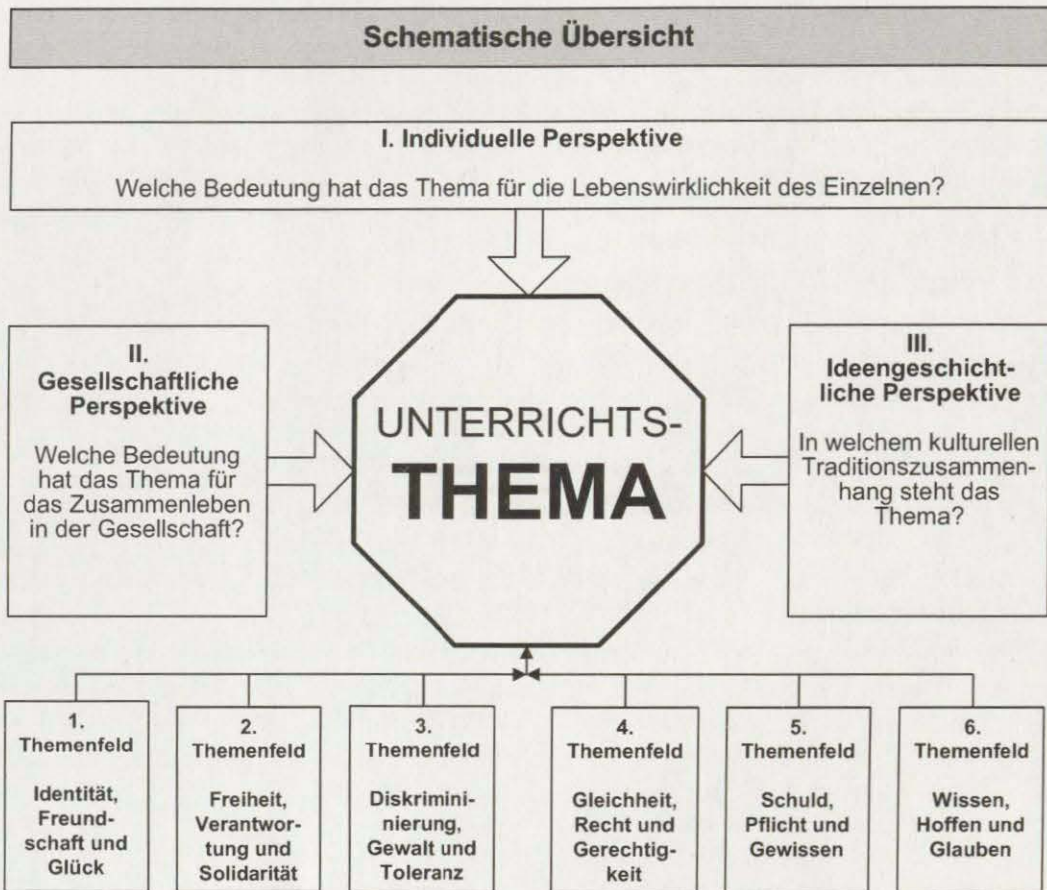 Schematische Übersicht
I. Individuelle Perspektive
Welche Bedeutung hat das Thema für die Lebenswirklichkeit des Einzelnen?
II.
Gesellschaftliche
Perspektive
Welche Bedeutung
hat das Thema für
das Zusammenleben
in der Gesellschaft?
UNTERRICHTS-
THEMA
III.
Ideengeschicht-
liche Perspektive
In welchem kulturellen
Traditionszusammen-
hang steht das
Thema?
1.
Themenfeld
Identität,
Freund-
schaft und
Glück
2.
Themenfeld
Freiheit,
Verantwor-
tung und
Solidarität
3.
Themenfeld
Diskrimini-
nierung,
Gewalt und
Toleranz
4.
Themenfeld
Gleichheit,
Recht und
Gerechtig-
keit
5.
Themenfeld
Schuld,
Pflicht und
Gewissen
6.
Themenfeld
Wissen,
Hoffen und
Glauben